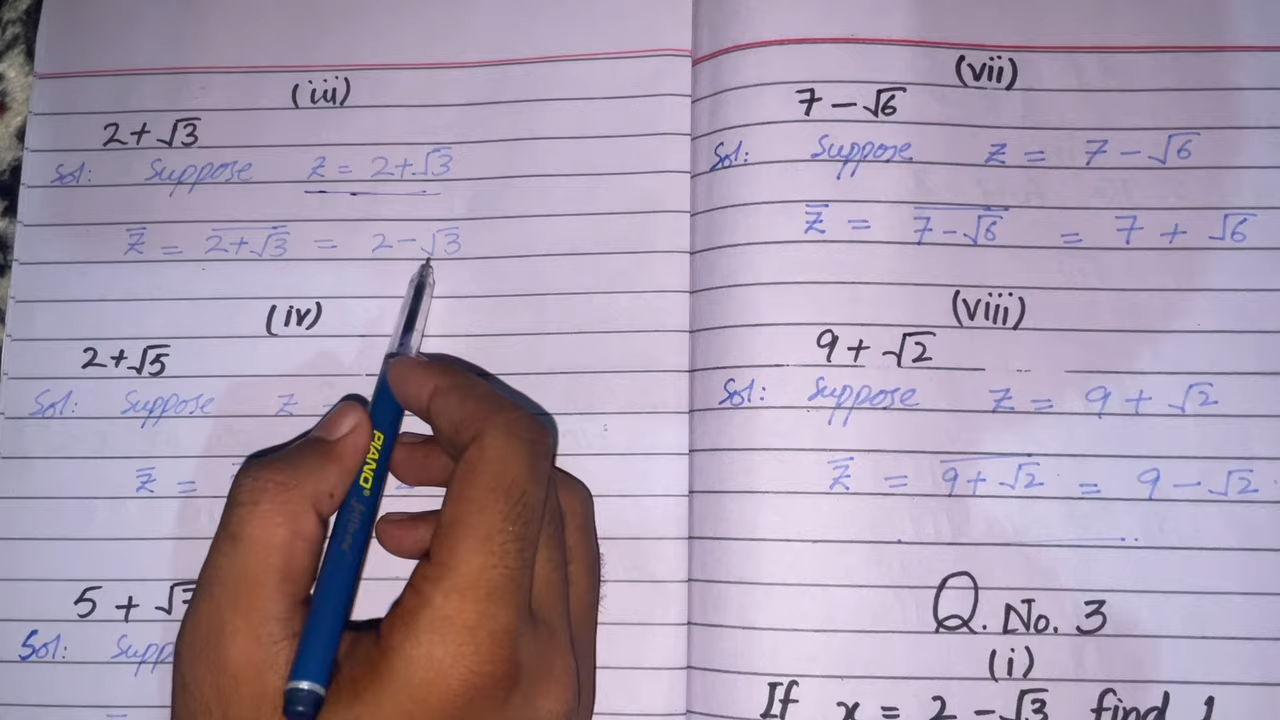 (iii)
2+√3
Sol: Suppose z = 2+√3
z̅ = 2+√3̅ = 2-√3
(iv)
2+√5
Sol: Suppose z
z̅ =
5 + √7
Sol: Supp
=
PIANO
(vii)
7 - √6
Sol: Suppose z = 7 - √6
z̅ = 7-√6̅ = 7 + √6
(viii)
9 + √2
Sol: Suppose z = 9 + √2
z̅ = 9+√2̅ = 9 - √2
Q. No. 3
(i)
If x = 2 - √3 find